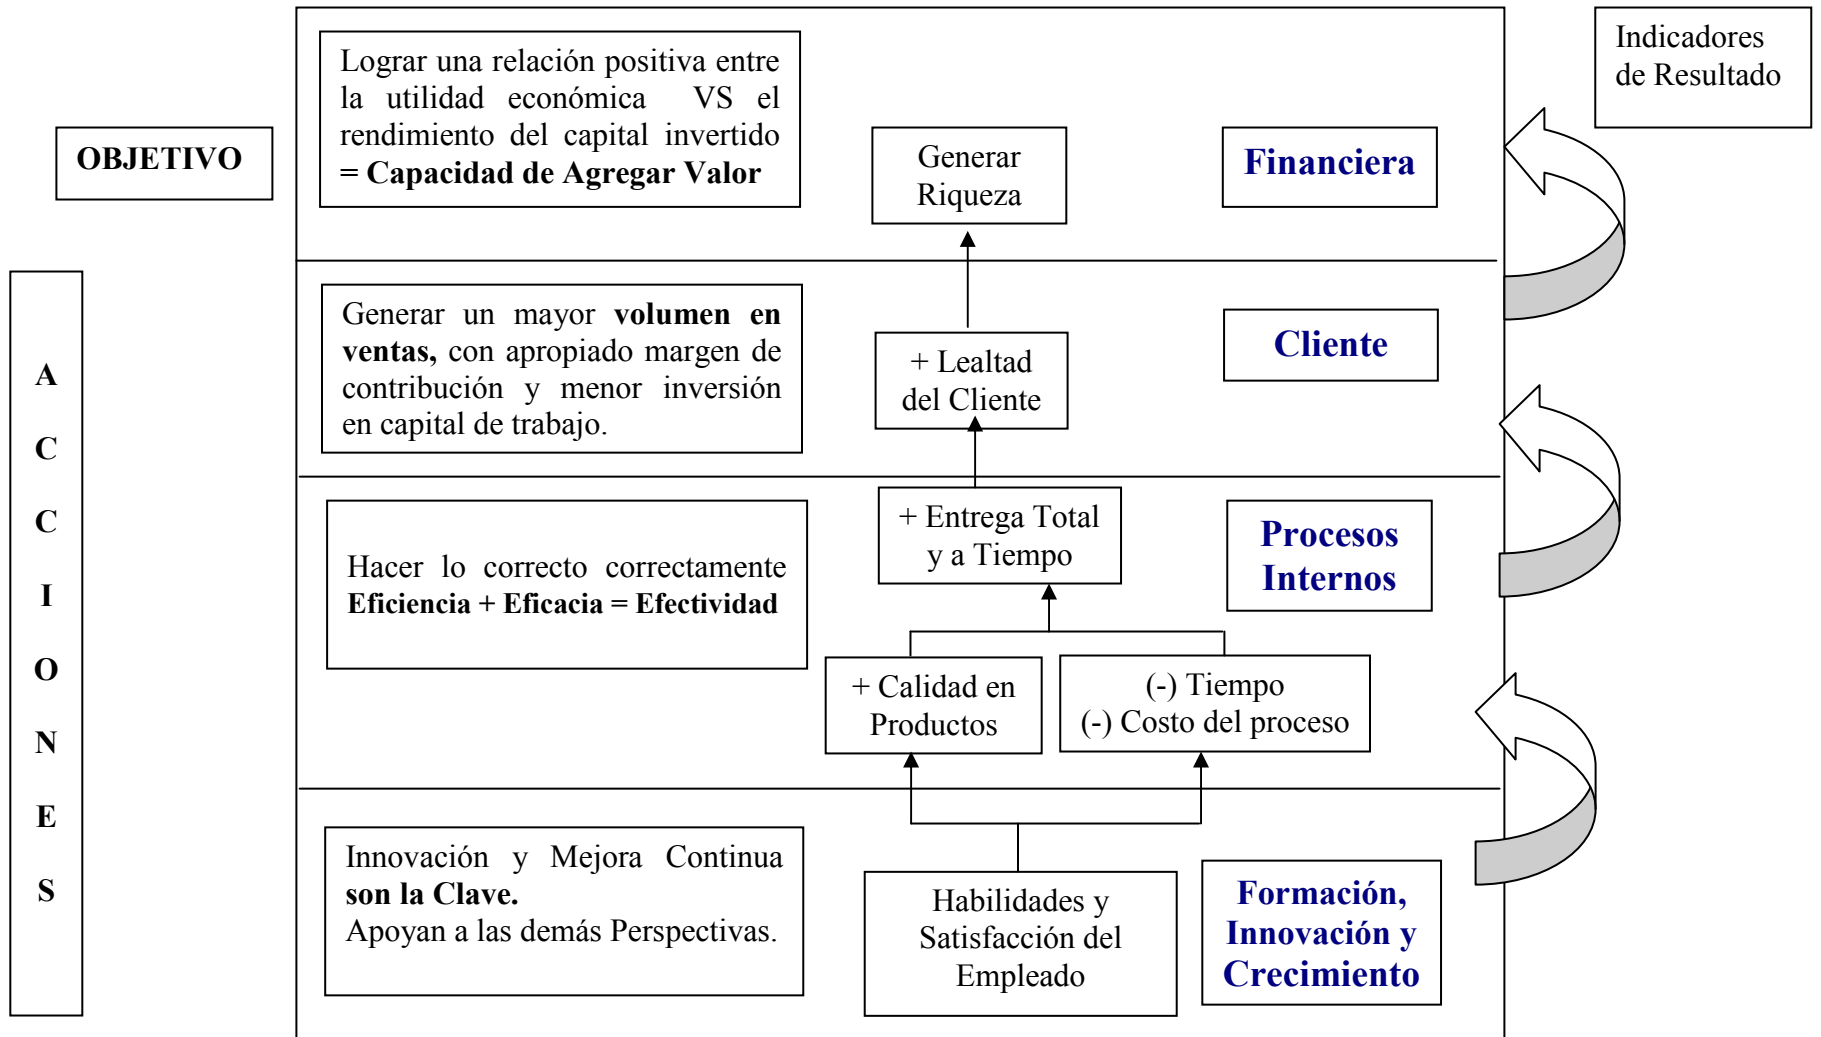 Indicadores
de Resultado
OBJETIVO
Lograr una relación positiva entre
la utilidad económica VS el
rendimiento del capital invertido
= Capacidad de Agregar Valor
Generar
Riqueza
Financiera
A
C
C
I
O
N
E
S
Generar un mayor volumen en
ventas, con apropiado margen de
contribución y menor inversión
en capital de trabajo.
+ Lealtad
del Cliente
Cliente
Hacer lo correcto correctamente
Eficiencia + Eficacia = Efectividad
+ Entrega Total
y a Tiempo
Procesos
Internos
+ Calidad en
Productos
(-) Tiempo
(-) Costo del proceso
Innovación y Mejora Continua
son la Clave.
Apoyan a las demás Perspectivas.
Habilidades y
Satisfacción del
Empleado
Formación,
Innovación y
Crecimiento